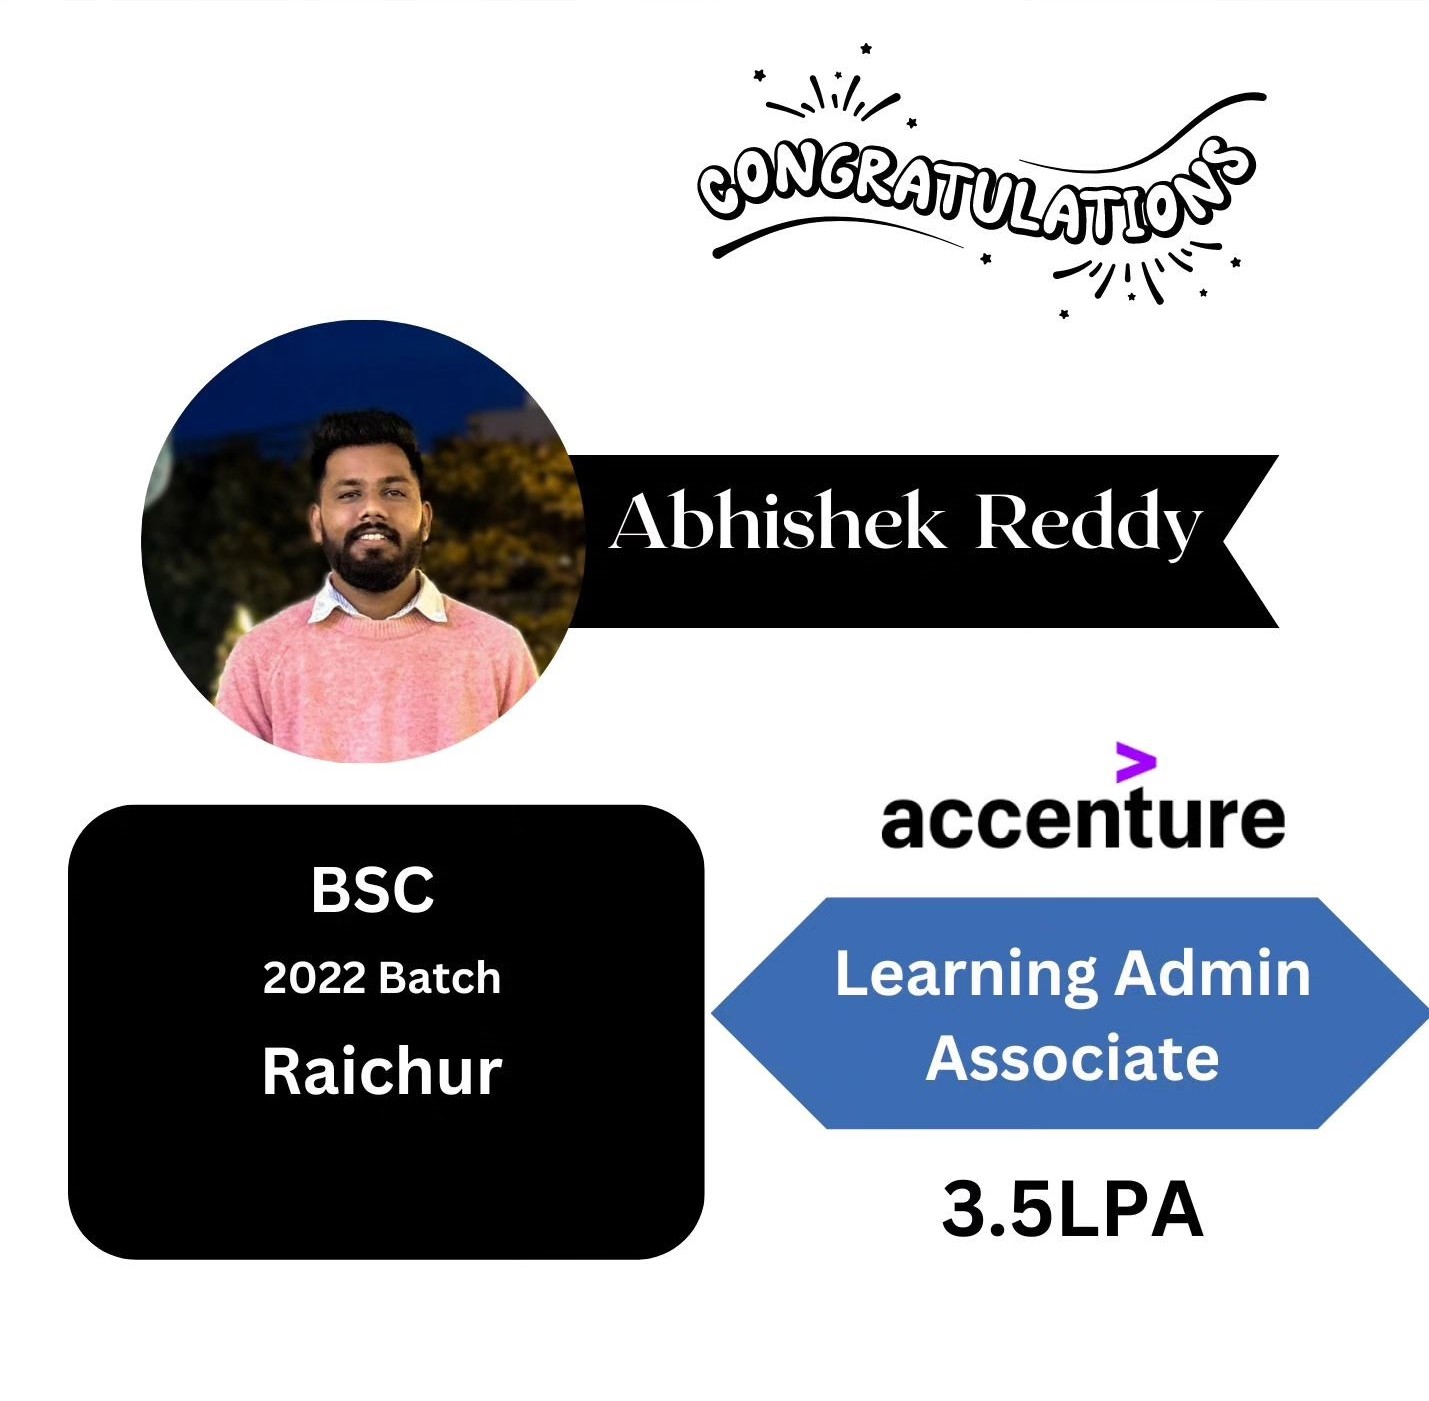 CONGRATULATIONS
Abhishek Reddy
BSC
2022 Batch
Raichur
accenture
Learning Admin
Associate
3.5LPA